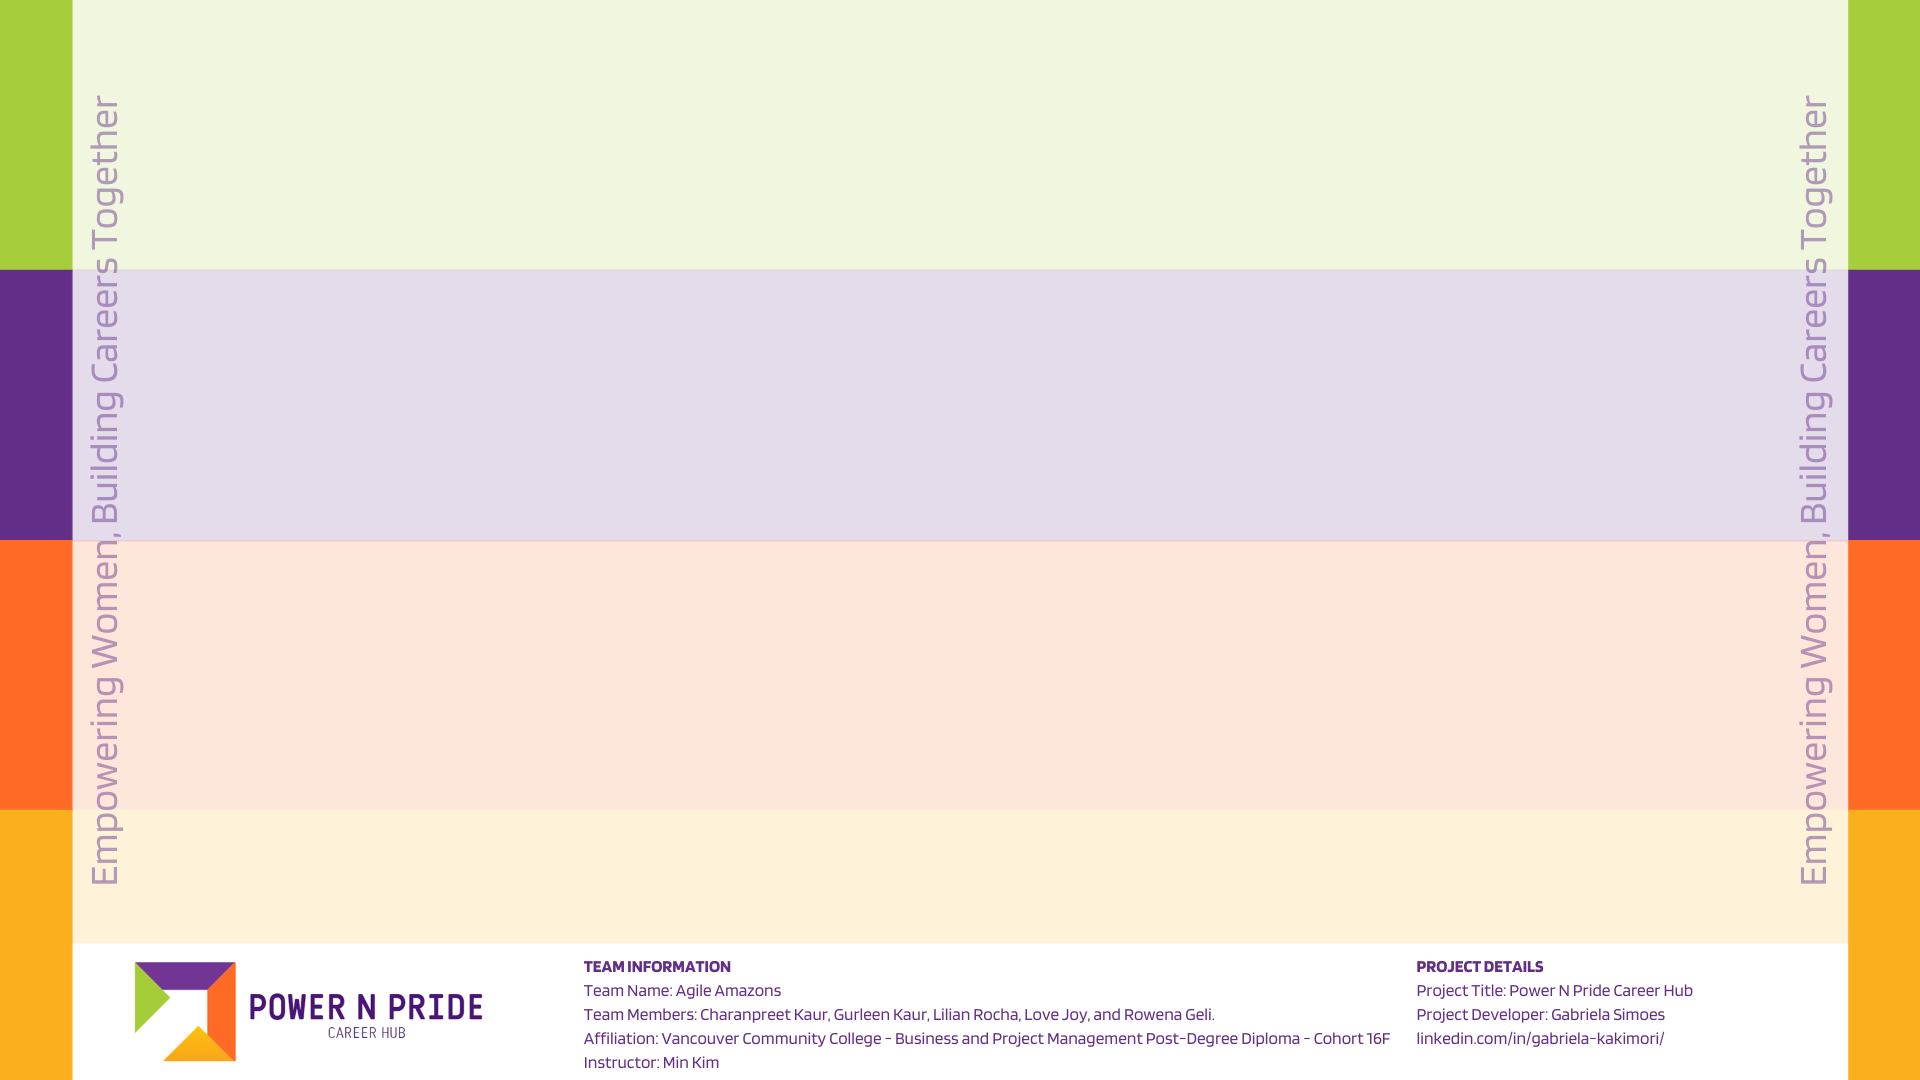 Empowering Women, Building Careers Together
Empowering Women, Building Careers Together
POWER N PRIDE
CAREER HUB
TEAM INFORMATION
Team Name: Agile Amazons
Team Members: Charanpreet Kaur, Gurleen Kaur, Lilian Rocha, Love Joy, and Rowena Geli.
Affiliation: Vancouver Community College - Business and Project Management Post-Degree Diploma - Cohort 16F
Instructor: Min Kim
PROJECT DETAILS
Project Title: Power N Pride Career Hub
Project Developer: Gabriela Simoes
linkedin.com/in/gabriela-kakimori/